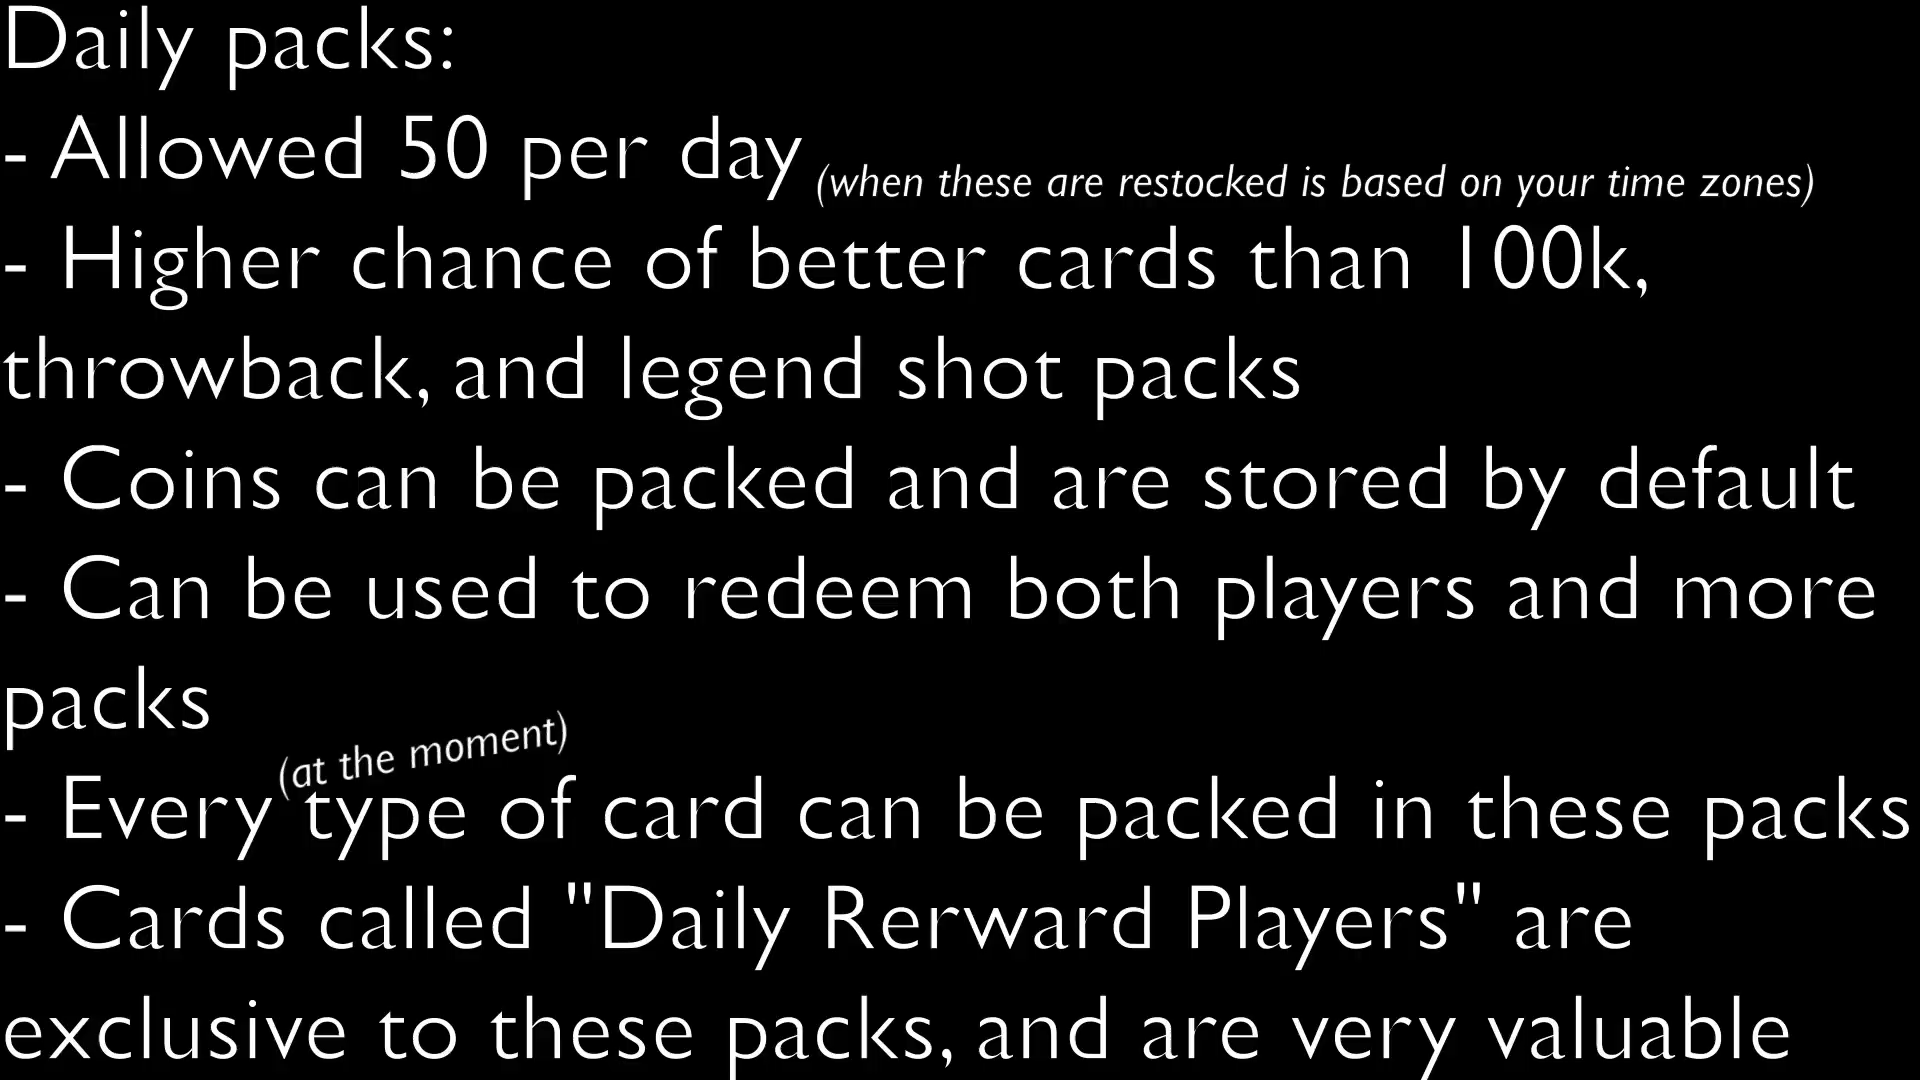 Daily packs:
- Allowed 50 per day (when these are restocked is based on your time zones)
- Higher chance of better cards than 100k,
throwback, and legend shot packs
- Coins can be packed and are stored by default
- Can be used to redeem both players and more
packs
(at the moment)
- Every type of card can be packed in these packs
- Cards called "Daily Rerward Players" are
exclusive to these packs, and are very valuable